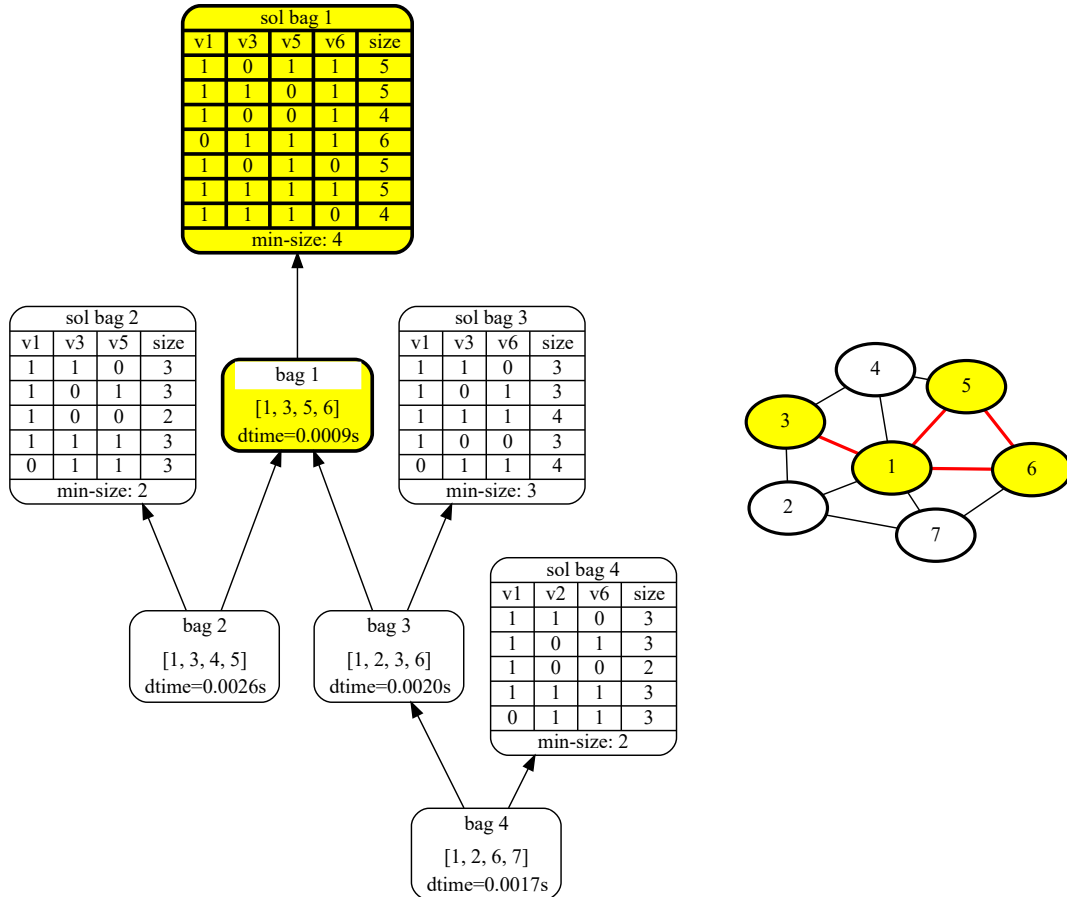 sol bag 1
v1 v3 v5 v6 size
1 0 1 1 5
1 1 0 1 5
1 0 0 1 4
0 1 1 1 6
1 0 1 0 5
1 1 1 1 5
1 1 1 0 4
min-size: 4
sol bag 2
v1 v3 v5 size
1 1 0 3
1 0 1 3
1 0 0 2
1 1 1 3
0 1 1 3
min-size: 2
bag 1
[1, 3, 5, 6]
dtime=0.0009s
sol bag 3
v1 v3 v6 size
1 1 0 3
1 0 1 3
1 1 1 4
1 0 0 3
0 1 1 4
min-size: 3
bag 2
[1, 3, 4, 5]
dtime=0.0026s
bag 3
[1, 2, 3, 6]
dtime=0.0020s
sol bag 4
v1 v2 v6 size
1 1 0 3
1 0 1 3
1 0 0 2
1 1 1 3
0 1 1 3
min-size: 2
bag 4
[1, 2, 6, 7]
dtime=0.0017s
4
5
3
1
6
2
7